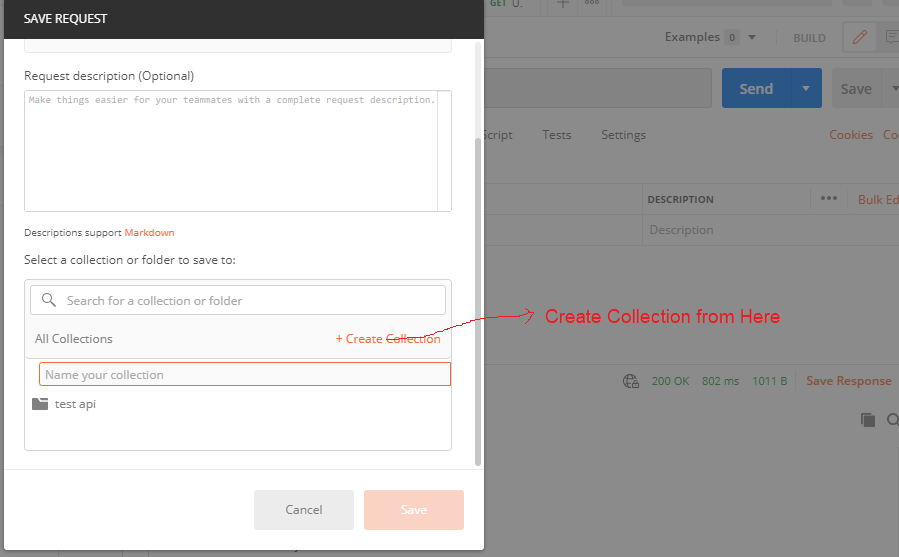 SAVE REQUEST
GET
Examples 0
BUILD
Request description (Optional)
Make things easier for your teammates with a complete request description.
Send
Save
Script
Tests
Settings
Cookies
DESCRIPTION
•••
Bulk Ed
Description
Descriptions support Markdown
Select a collection or folder to save to:
Search for a collection or folder
All Collections
+ Create Collection
Create Collection from Here
Name your collection
test api
200 OK
802 ms
1011 B
Save Response
Cancel
Save